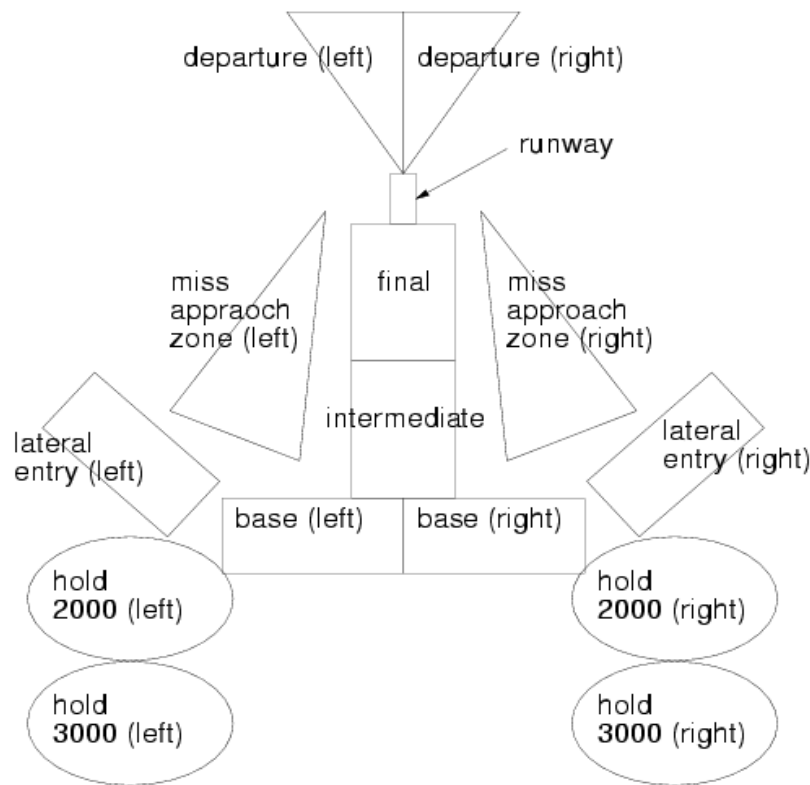 departure (left)
departure (right)
runway
final
miss
appraoch
zone (left)
miss
approach
zone (right)
intermediate
lateral
entry (left)
lateral
entry (right)
base (left)
base (right)
hold
2000 (left)
hold
2000 (right)
hold
3000 (left)
hold
3000 (right)